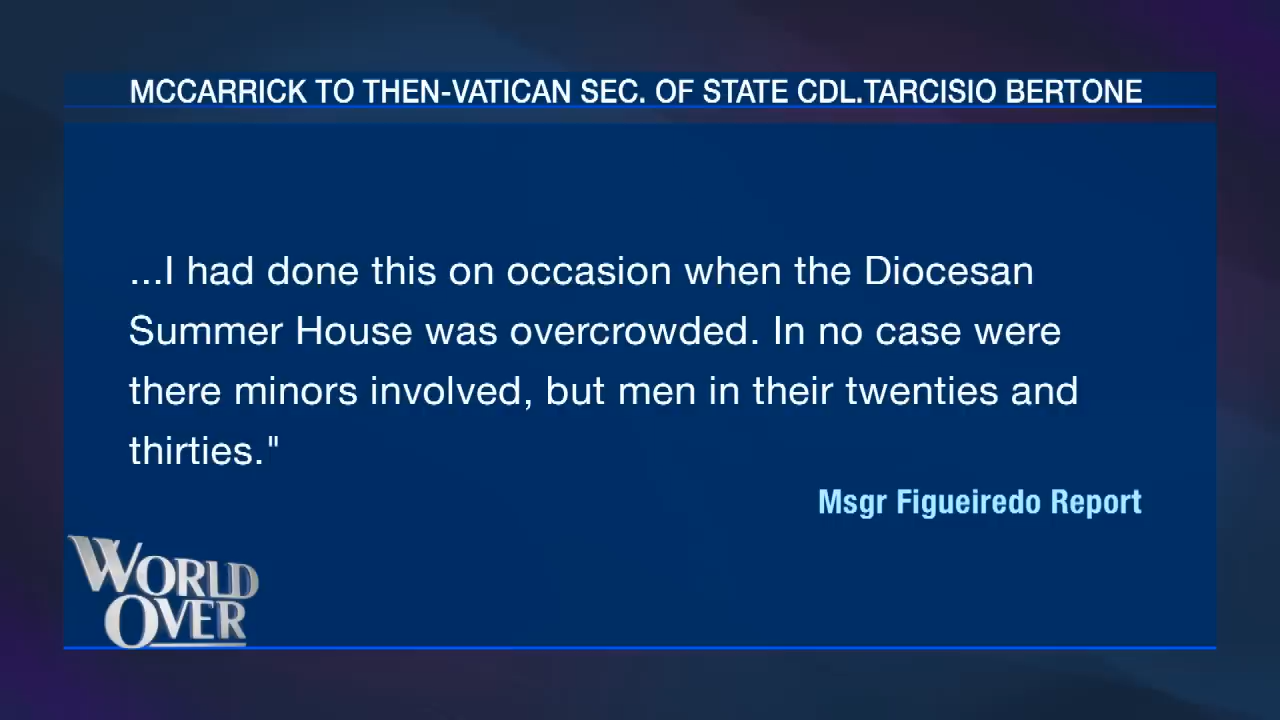 MCCARRICK TO THEN-VATICAN SEC. OF STATE CDL.TARCISIO BERTONE
...I had done this on occasion when the Diocesan
Summer House was overcrowded. In no case were
there minors involved, but men in their twenties and
thirties."
Msgr Figueiredo Report
WORLD
OVER